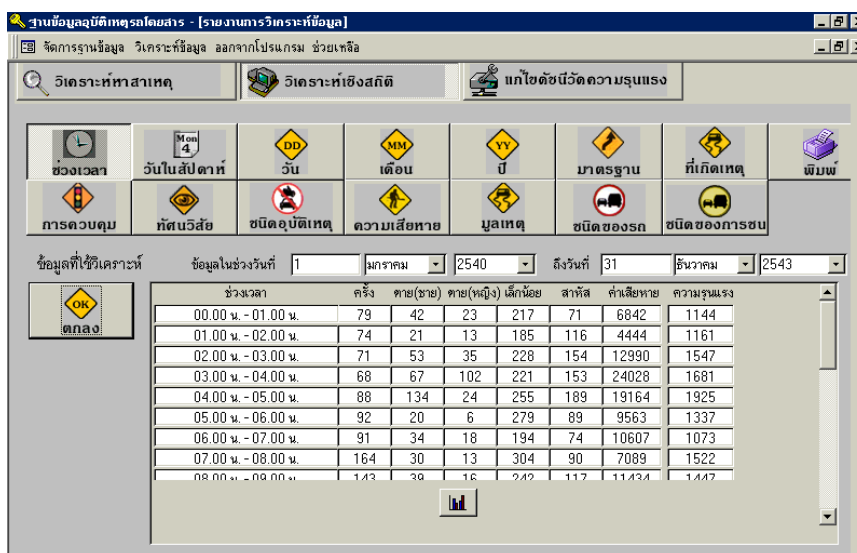 ฐานข้อมูลอุบัติเหตุรถโดยสาร - [รายงานการวิเคราะห์ข้อมูล]
จัดการฐานข้อมูล วิเคราะห์ข้อมูล ออกจากโปรแกรม ช่วยเหลือ
วิเคราะห์หาสาเหตุ วิเคราะห์เชิงสถิติ แก้ไขดัชนีวัดความรุนแรง
Mon 4 DD MM YY
ช่วงเวลา วันในสัปดาห์ วัน เดือน ปี มาตรฐาน ที่เกิดเหตุ พิมพ์
การควบคุม ทัศนวิสัย ชนิดอุบัติเหตุ ความเสียหาย มูลเหตุ ชนิดของรถ ชนิดของการชน
ข้อมูลที่ใช้วิเคราะห์ ข้อมูลในช่วงวันที่ 1 มกราคม 2540 ถึงวันที่ 31 ธันวาคม 2543
OK
ตกลง
ช่วงเวลา ครั้ง ตาย(ชาย) ตาย(หญิง) เล็กน้อย สาหัส ค่าเสียหาย ความรุนแรง
00.00 น. - 01.00 น. 79 42 23 217 71 6842 1144
01.00 น. - 02.00 น. 74 21 13 185 116 4444 1161
02.00 น. - 03.00 น. 71 53 35 228 154 12990 1547
03.00 น. - 04.00 น. 68 67 102 221 153 24028 1681
04.00 น. - 05.00 น. 88 134 24 255 189 19164 1925
05.00 น. - 06.00 น. 92 20 6 279 89 9563 1337
06.00 น. - 07.00 น. 91 34 18 194 74 10607 1073
07.00 น. - 08.00 น. 164 30 13 304 90 7089 1522
08.00 น. - 09.00 น. 143 39 16 242 117 11434 1447